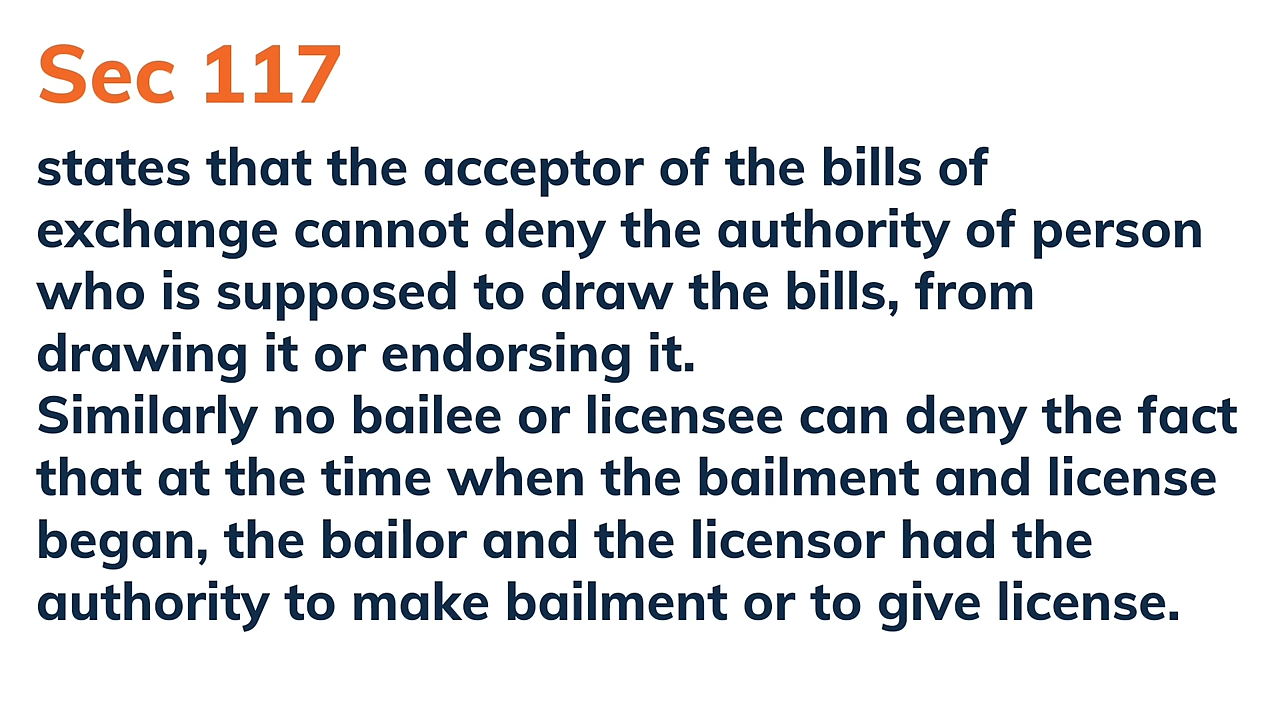 Sec 117
states that the acceptor of the bills of
exchange cannot deny the authority of person
who is supposed to draw the bills, from
drawing it or endorsing it.
Similarly no bailee or licensee can deny the fact
that at the time when the bailment and license
began, the bailor and the licensor had the
authority to make bailment or to give license.